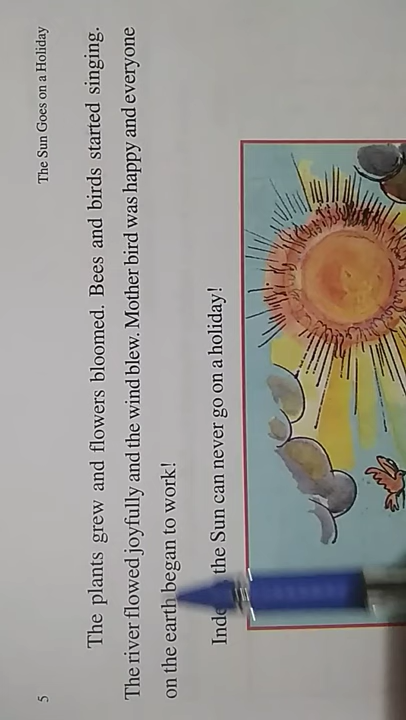 5
The Sun Goes on a Holiday
The plants grew and flowers bloomed. Bees and birds started singing.
The river flowed joyfully and the wind blew. Mother bird was happy and everyone
on the earth began to work!
the Sun can never go on a holiday!